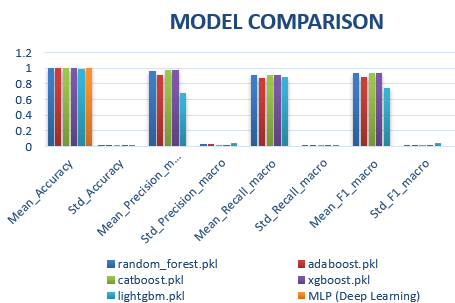 MODEL COMPARISON
1.2
1
0.8
0.6
0.4
0.2
0
Mean_Accuracy
Std_Accuracy
Mean_Precision_m...
Std_Precision_macro
Mean_Recall_macro
Std_Recall_macro
Mean_F1_macro
Std_F1_macro
random_forest.pkl
adaboost.pkl
catboost.pkl
xgboost.pkl
lightgbm.pkl
MLP (Deep Learning)